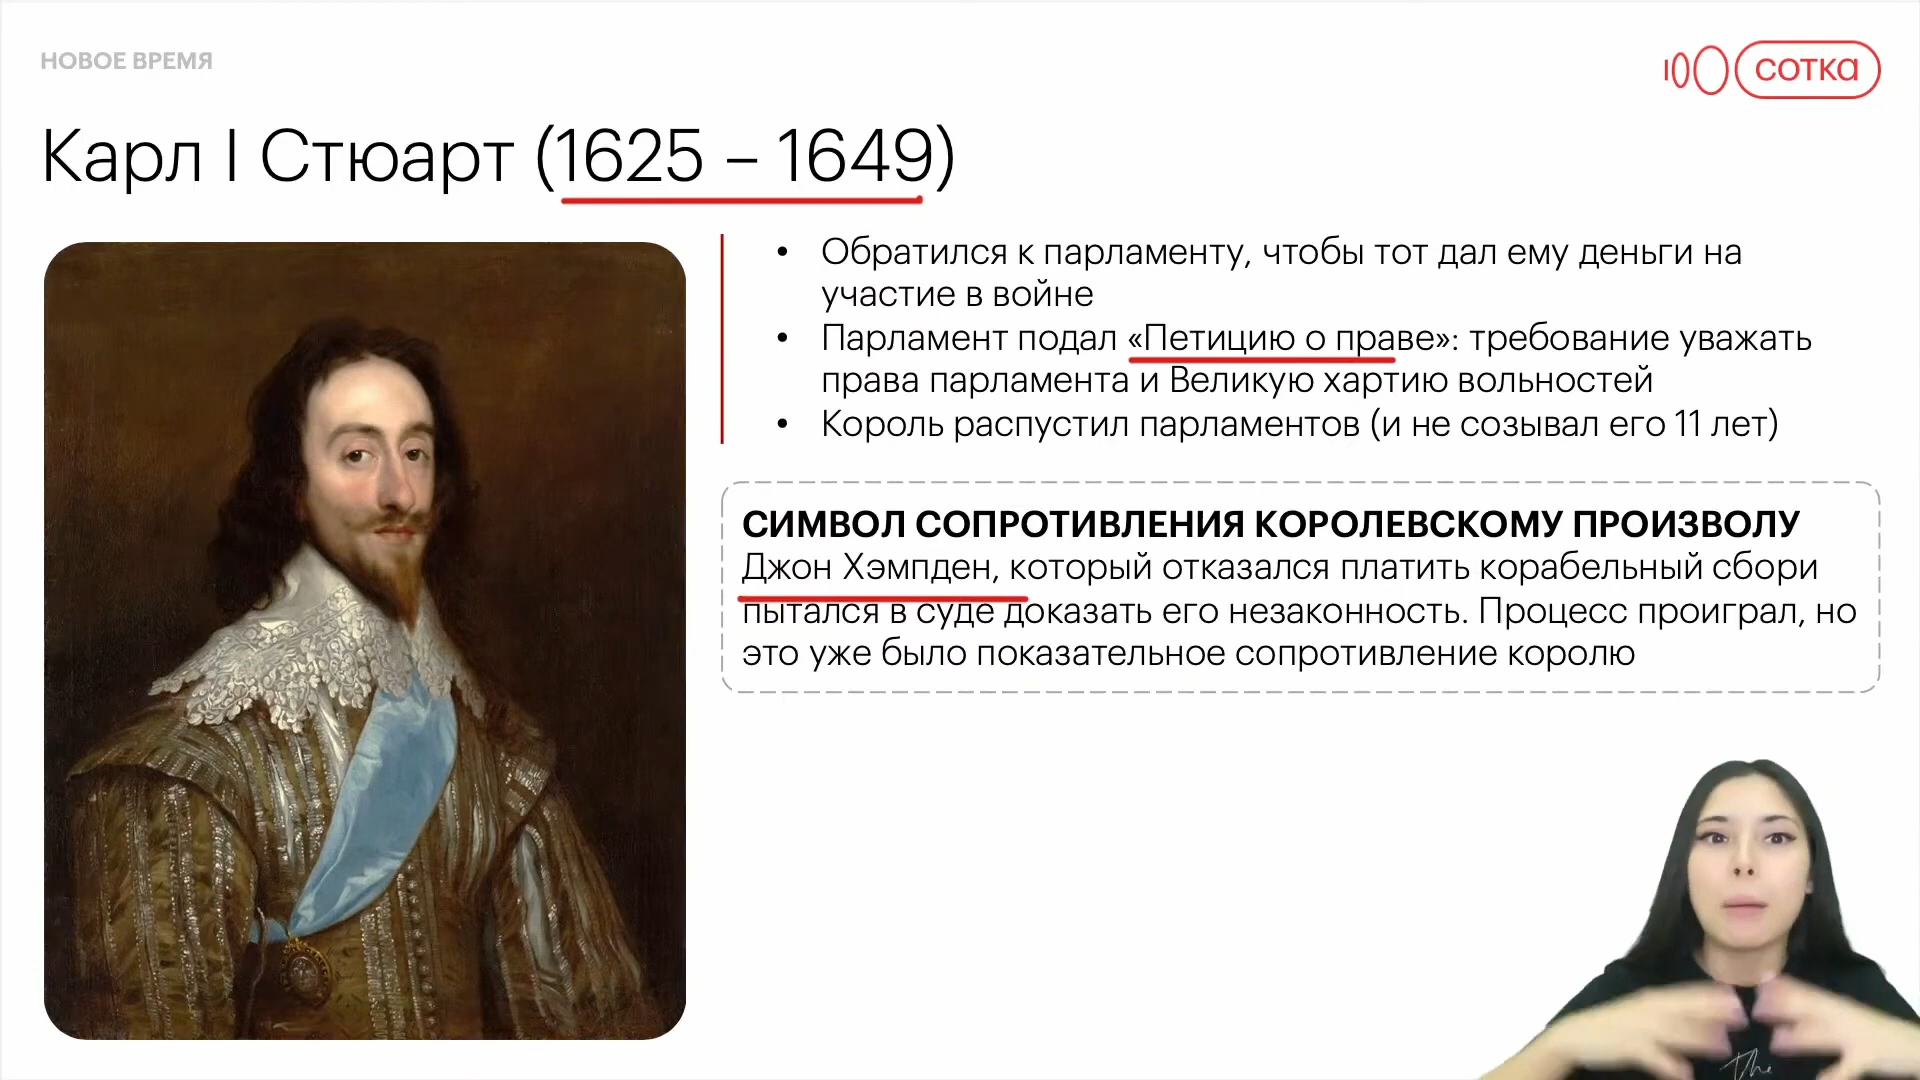 НОВОЕ ВРЕМЯ
100 сотка
Карл I Стюарт (1625 – 1649)
• Обратился к парламенту, чтобы тот дал ему деньги на
участие в войне
• Парламент подал «Петицию о праве»: требование уважать
права парламента и Великую хартию вольностей
• Король распустил парламентов (и не созывал его 11 лет)
СИМВОЛ СОПРОТИВЛЕНИЯ КОРОЛЕВСКОМУ ПРОИЗВОЛУ
Джон Хэмпден, который отказался платить корабельный сбори
пытался в суде доказать его незаконность. Процесс проиграл, но
это уже было показательное сопротивление королю
The